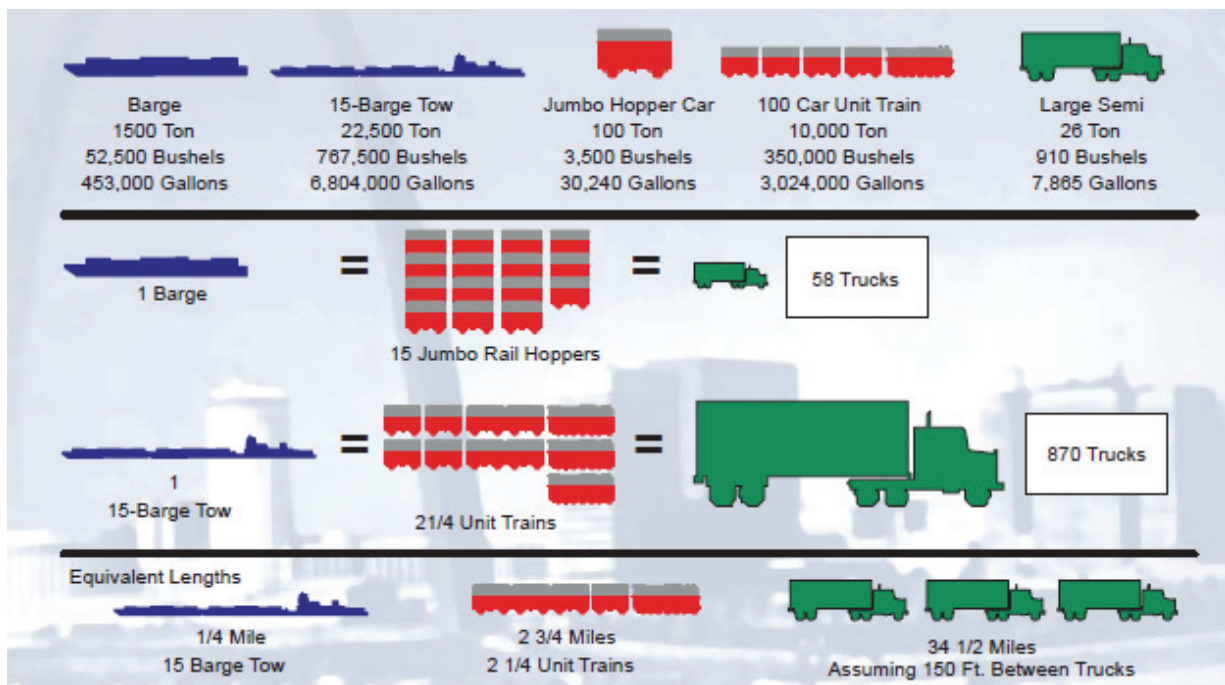 Barge
1500 Ton
52,500 Bushels
453,000 Gallons
15-Barge Tow
22,500 Ton
767,500 Bushels
6,804,000 Gallons
Jumbo Hopper Car
100 Ton
3,500 Bushels
30,240 Gallons
100 Car Unit Train
10,000 Ton
350,000 Bushels
3,024,000 Gallons
Large Semi
26 Ton
910 Bushels
7,865 Gallons
1 Barge
=
15 Jumbo Rail Hoppers
=
58 Trucks
1
15-Barge Tow
=
21/4 Unit Trains
=
870 Trucks
Equivalent Lengths
1/4 Mile
15 Barge Tow
2 3/4 Miles
2 1/4 Unit Trains
34 1/2 Miles
Assuming 150 Ft. Between Trucks